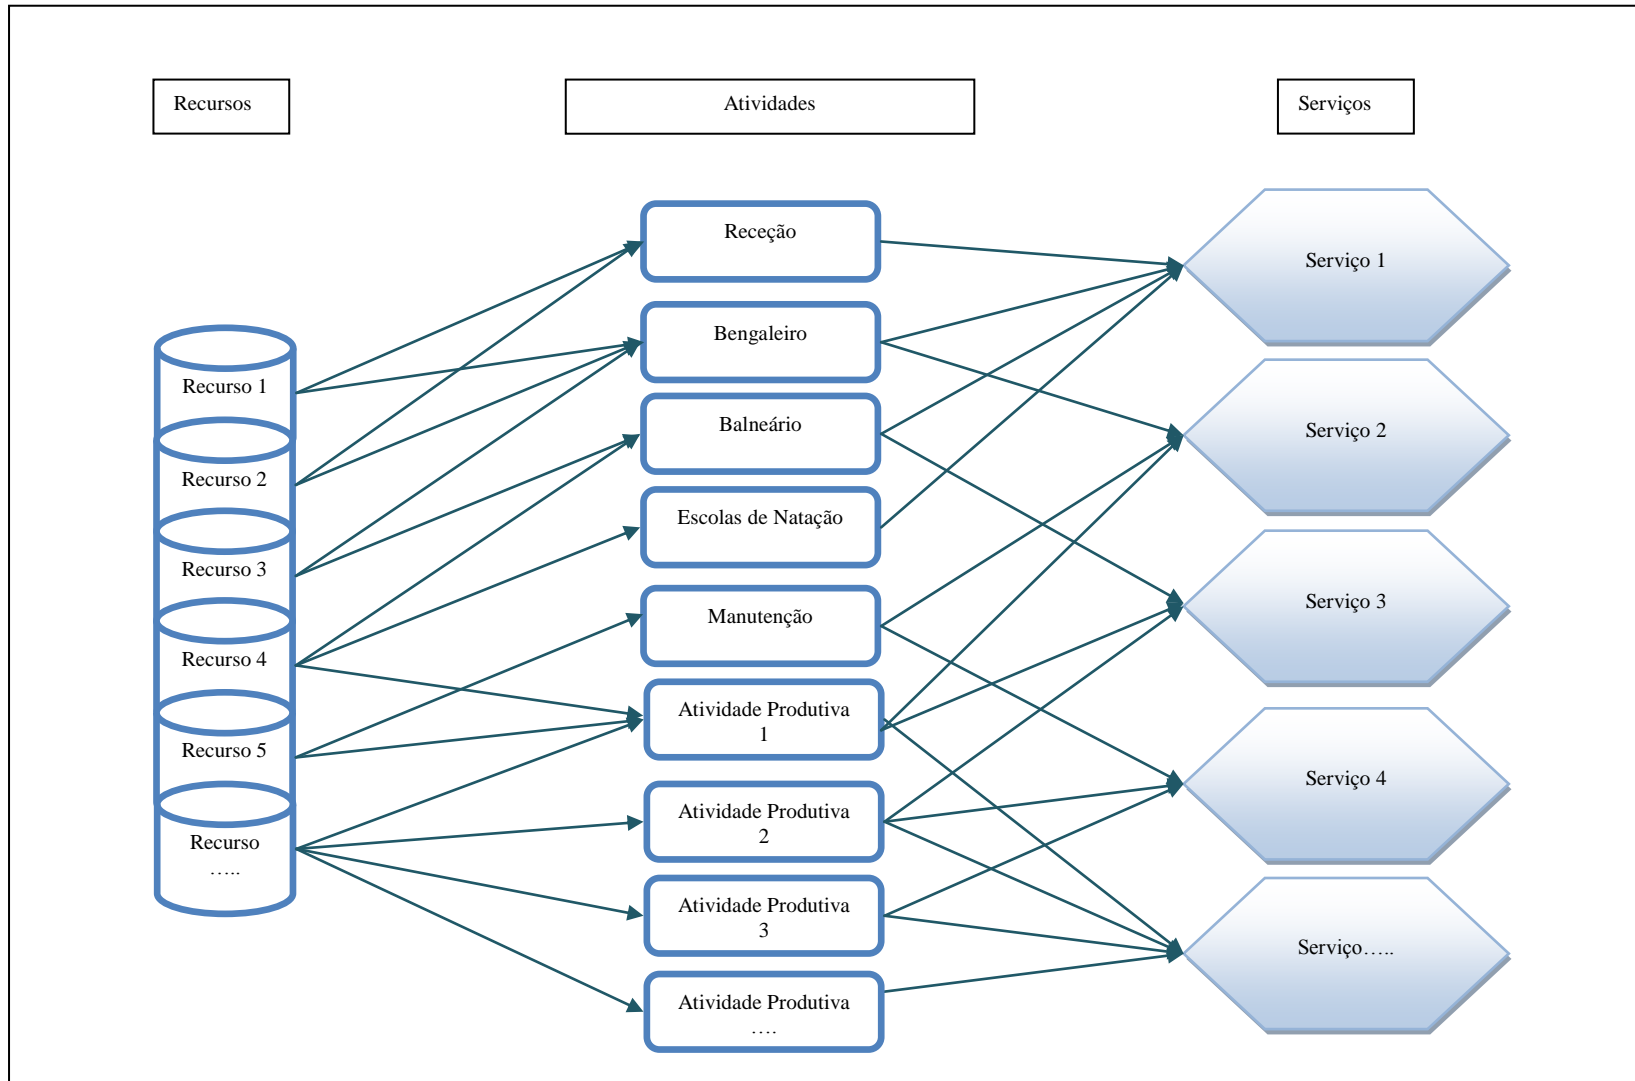 Recursos
Atividades
Serviços
Recurso 1
Recurso 2
Recurso 3
Recurso 4
Recurso 5
Recurso
…..
Receção
Bengaleiro
Balneário
Escolas de Natação
Manutenção
Atividade Produtiva
1
Atividade Produtiva
2
Atividade Produtiva
3
Atividade Produtiva
….
Serviço 1
Serviço 2
Serviço 3
Serviço 4
Serviço…..